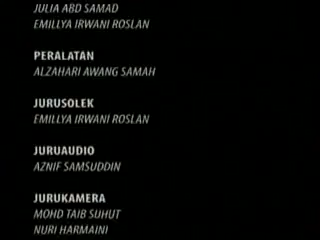 JULIA ABD SAMAD
EMILLYA IRWANI ROSLAN
PERALATAN
ALZAHARI AWANG SAMAH
JURUSOLEK
EMILLYA IRWANI ROSLAN
JURUAUDIO
AZNIF SAMSUDDIN
JURUKAMERA
MOHD TAIB SUHUT
NURI HARMAINI